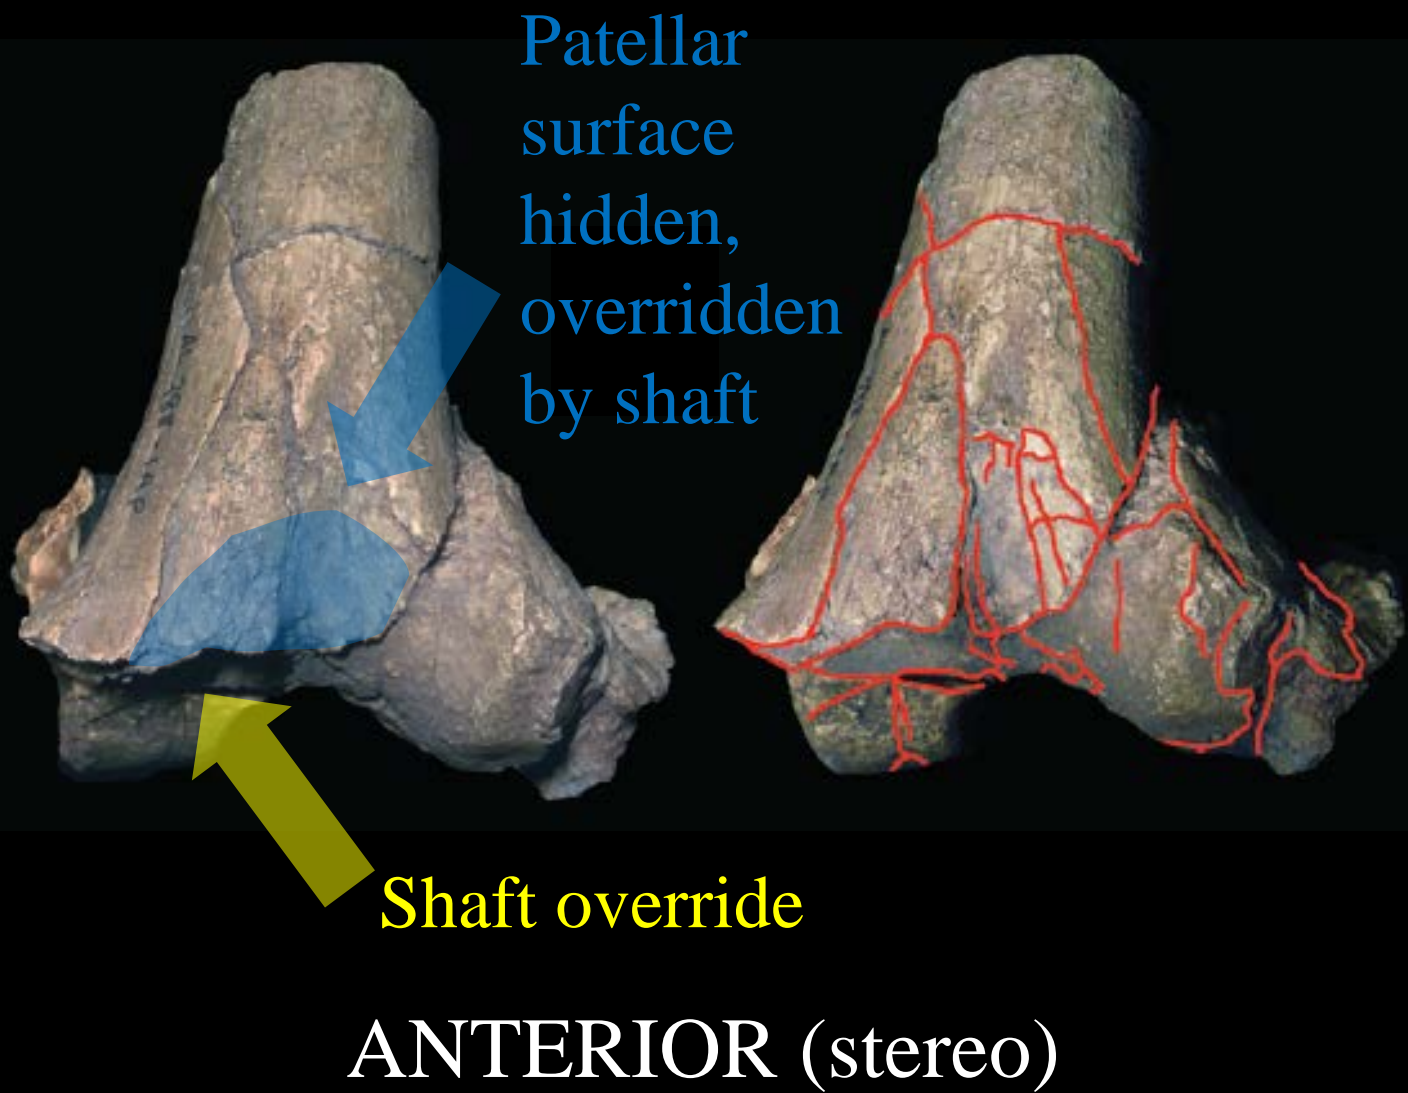 Patellar
surface
hidden,
overridden
by shaft
Shaft override
ANTERIOR (stereo)